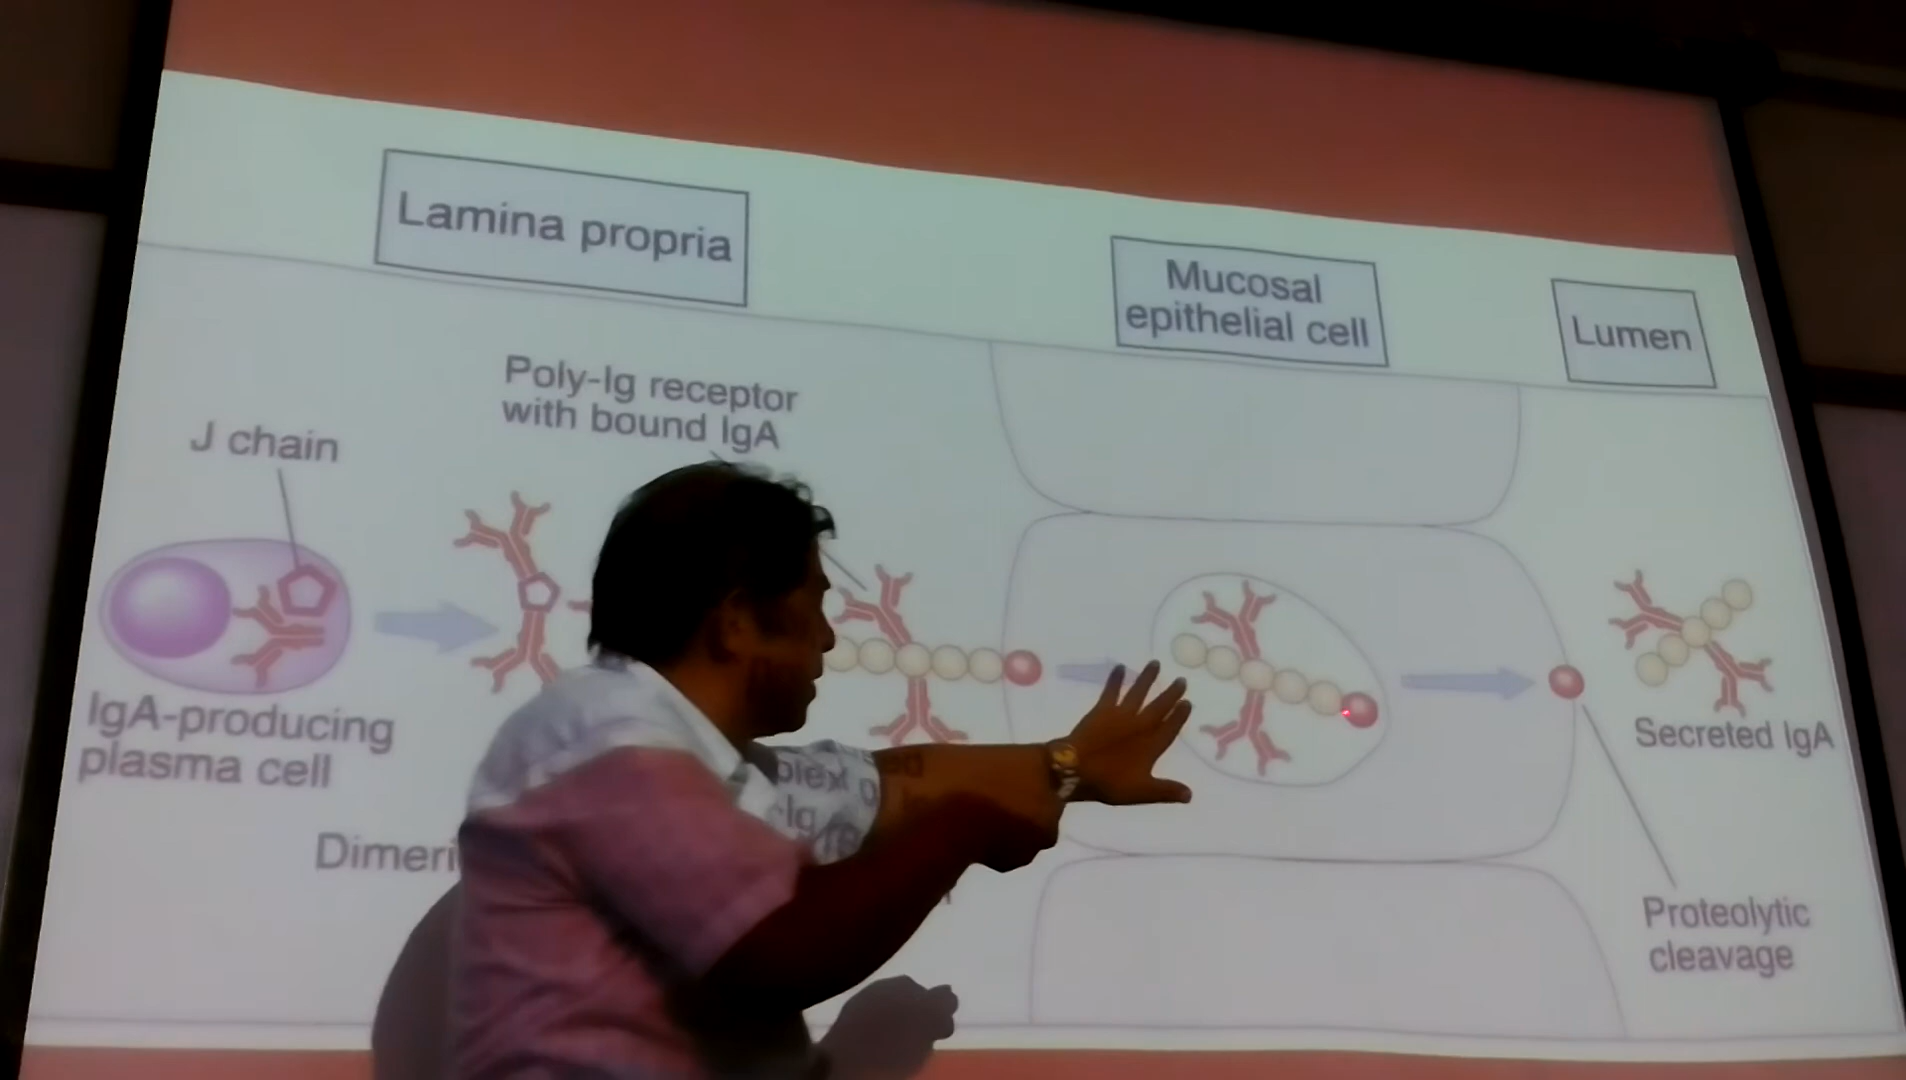 Lamina propria
Mucosal
epithelial cell
Lumen
Poly-Ig receptor
with bound IgA
J chain
IgA-producing
plasma cell
Secreted IgA
Proteolytic
cleavage